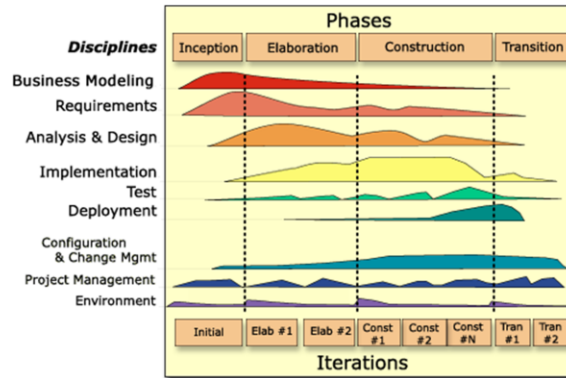 Phases
Disciplines
Inception
Elaboration
Construction
Transition
Business Modeling
Requirements
Analysis & Design
Implementation
Test
Deployment
Configuration
& Change Mgmt
Project Management
Environment
Initial
Elab #1
Elab #2
Const
#1
Const
#2
Const
#N
Tran
#1
Tran
#2
Iterations